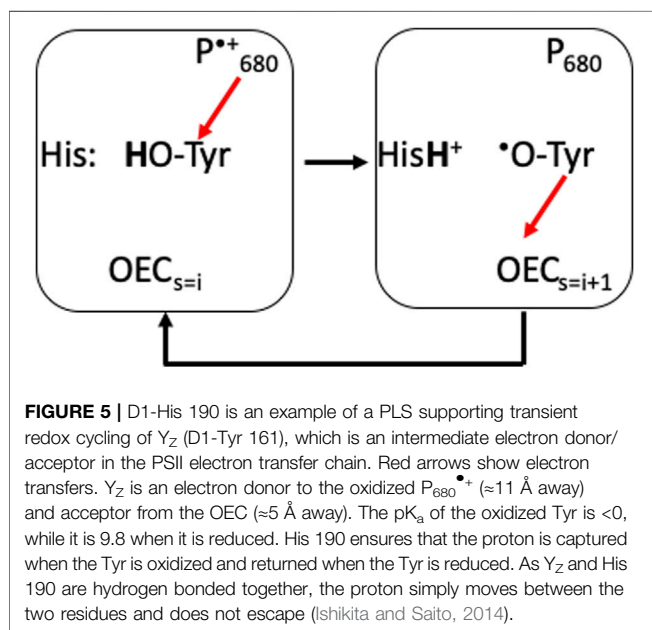 P•+680 P680
His: HO-Tyr HisH+ •O-Tyr
OECs=i OECs=i+1
FIGURE 5 | D1-His 190 is an example of a PLS supporting transient
redox cycling of YZ (D1-Tyr 161), which is an intermediate electron donor/
acceptor in the PSII electron transfer chain. Red arrows show electron
transfers. YZ is an electron donor to the oxidized P680•+ (≈11 Å away)
and acceptor from the OEC (≈5 Å away). The pKa of the oxidized Tyr is <0,
while it is 9.8 when it is reduced. His 190 ensures that the proton is captured
when the Tyr is oxidized and returned when the Tyr is reduced. As YZ and His
190 are hydrogen bonded together, the proton simply moves between the
two residues and does not escape (Ishikita and Saito, 2014).